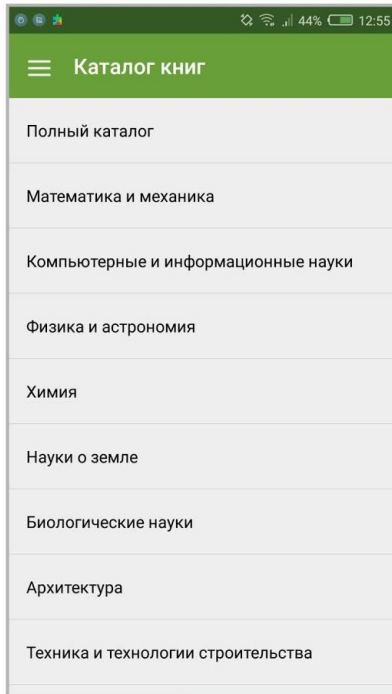 44% 12:55
Каталог книг
Полный каталог
Математика и механика
Компьютерные и информационные науки
Физика и астрономия
Химия
Науки о земле
Биологические науки
Архитектура
Техника и технологии строительства